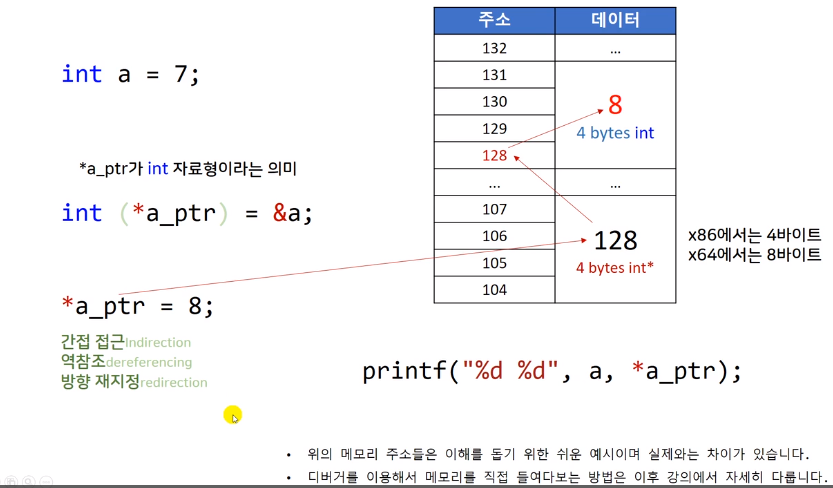 int a = 7;
*a_ptr가 int 자료형이라는 의미
int (*a_ptr) = &a;
*a_ptr = 8;
간접 접근Indirection
역참조dereferencing
방향 재지정redirection
주소 데이터
132 ...
131
130
129
128
8
4 bytes int
... ...
107
106
105
104
128
4 bytes int*
x86에서는 4바이트
x64에서는 8바이트
printf("%d %d", a, *a_ptr);
• 위의 메모리 주소들은 이해를 돕기 위한 쉬운 예시이며 실제와는 차이가 있습니다.
• 디버거를 이용해서 메모리를 직접 들여다보는 방법은 이후 강의에서 자세히 다룹니다.